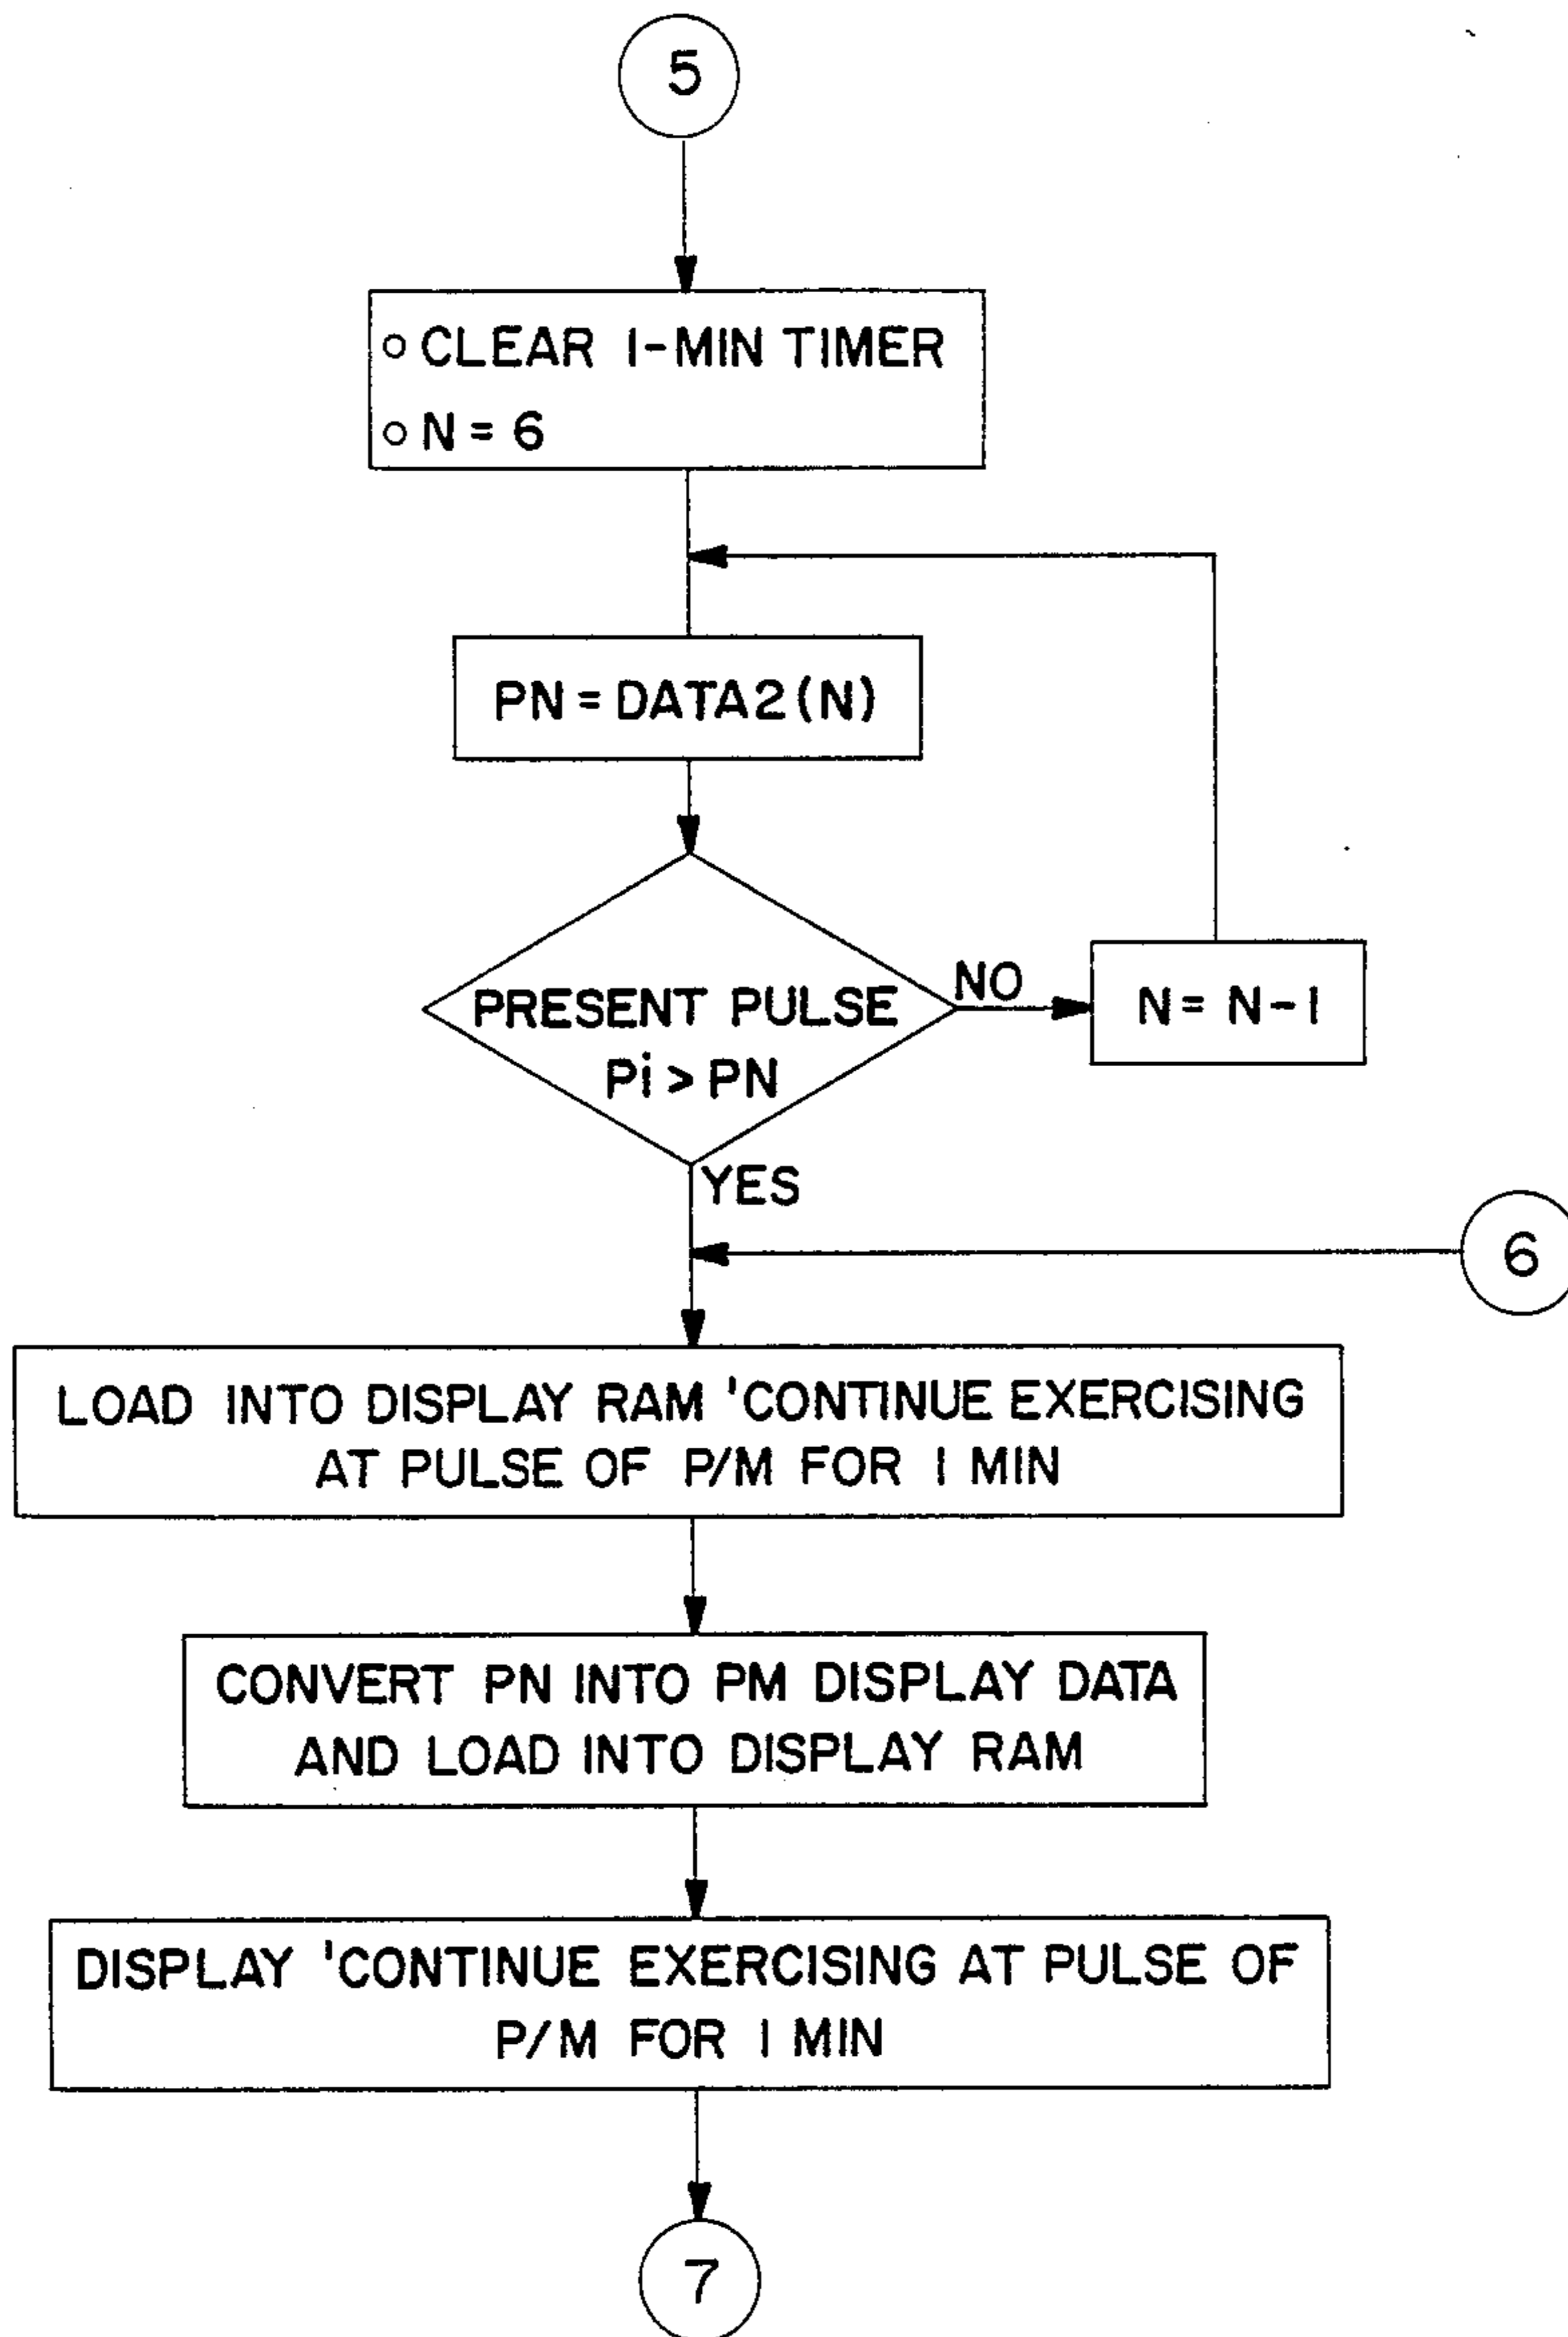 5
○ CLEAR 1-MIN TIMER
○ N = 6
PN = DATA2(N)
PRESENT PULSE
Pi > PN
NO
N = N-1
YES
6
LOAD INTO DISPLAY RAM 'CONTINUE EXERCISING
AT PULSE OF P/M FOR 1 MIN
CONVERT PN INTO PM DISPLAY DATA
AND LOAD INTO DISPLAY RAM
DISPLAY 'CONTINUE EXERCISING AT PULSE OF
P/M FOR 1 MIN
7